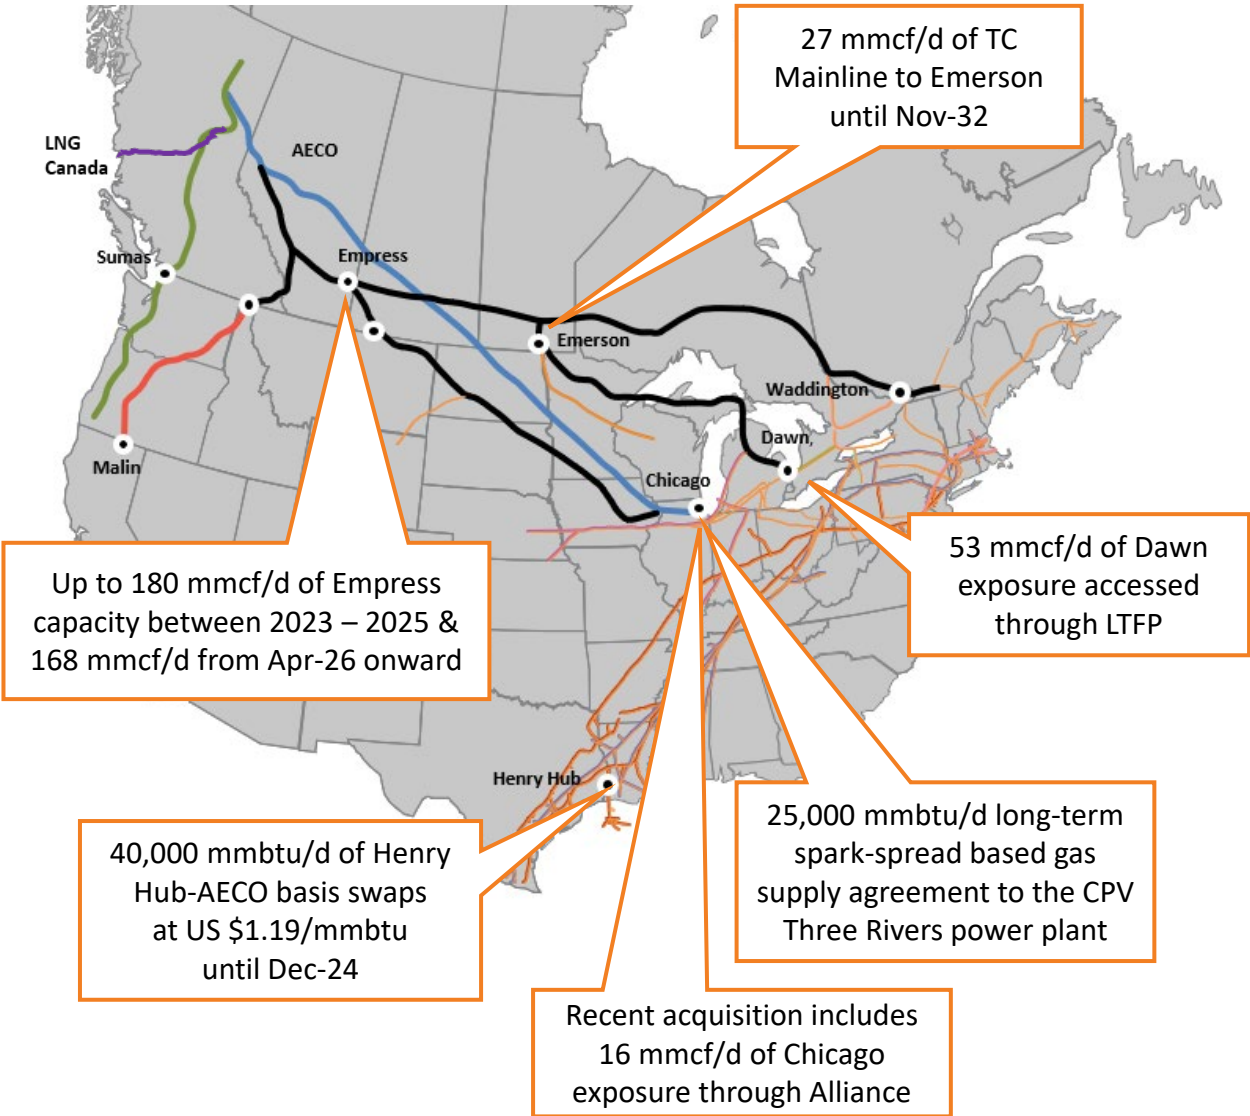 27 mmcf/d of TC
Mainline to Emerson
until Nov-32
LNG
Canada
AECO
Sumas
Empress
Emerson
Waddington
Malin
Dawn,
Chicago
Up to 180 mmcf/d of Empress
capacity between 2023 – 2025 &
168 mmcf/d from Apr-26 onward
53 mmcf/d of Dawn
exposure accessed
through LTFP
Henry Hub
40,000 mmbtu/d of Henry
Hub-AECO basis swaps
at US $1.19/mmbtu
until Dec-24
25,000 mmbtu/d long-term
spark-spread based gas
supply agreement to the CPV
Three Rivers power plant
Recent acquisition includes
16 mmcf/d of Chicago
exposure through Alliance